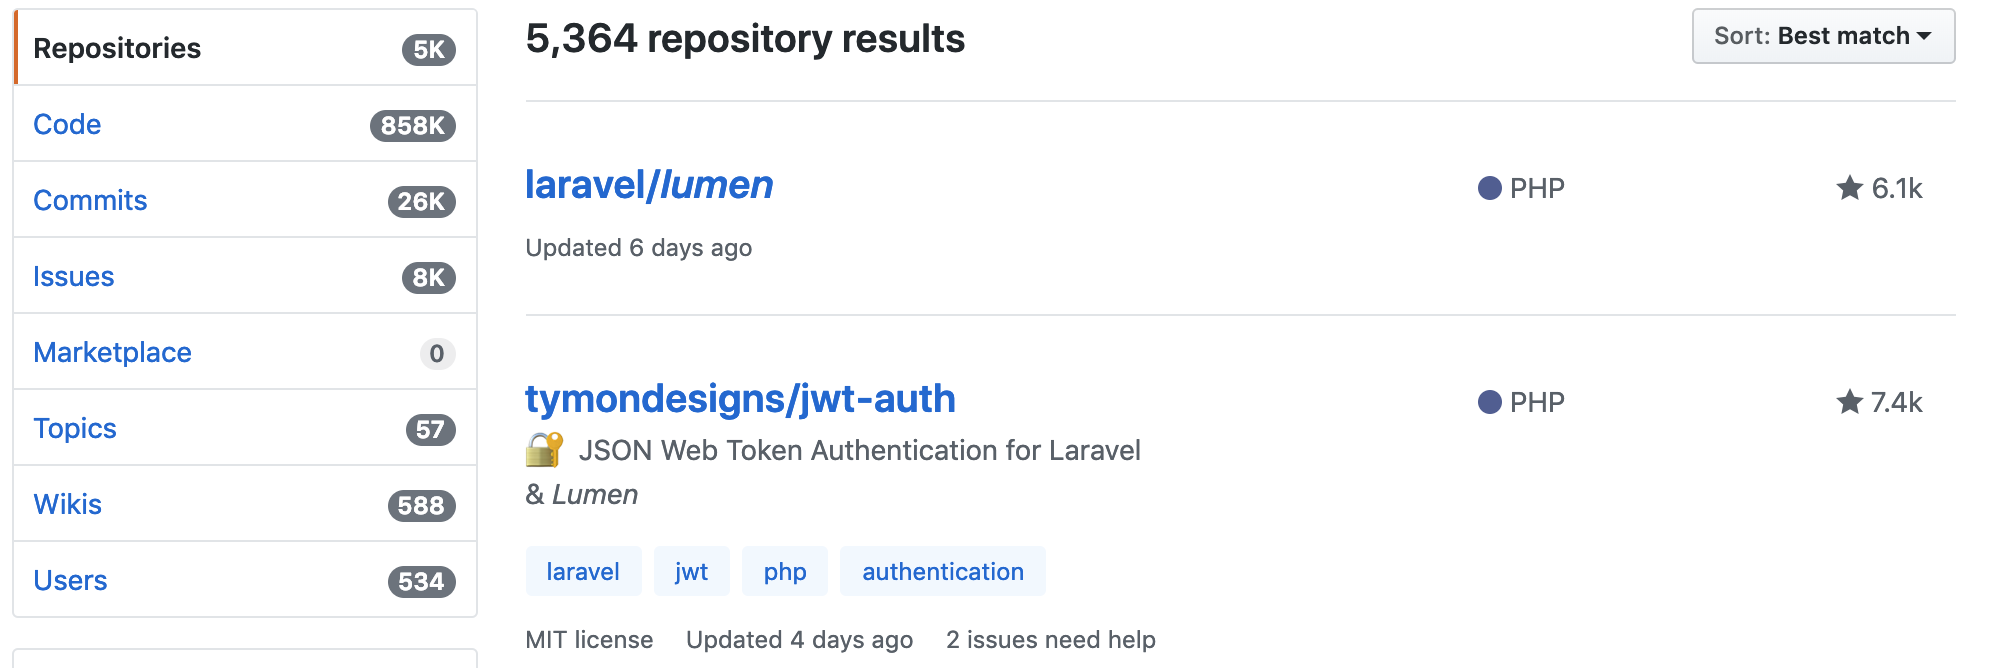 Repositories 5K
Code 858K
Commits 26K
Issues 8K
Marketplace 0
Topics 57
Wikis 588
Users 534
5,364 repository results
Sort: Best match
laravel/lumen
PHP
6.1k
Updated 6 days ago
tymondesigns/jwt-auth
PHP
7.4k
JSON Web Token Authentication for Laravel
& Lumen
laravel jwt php authentication
MIT license Updated 4 days ago 2 issues need help